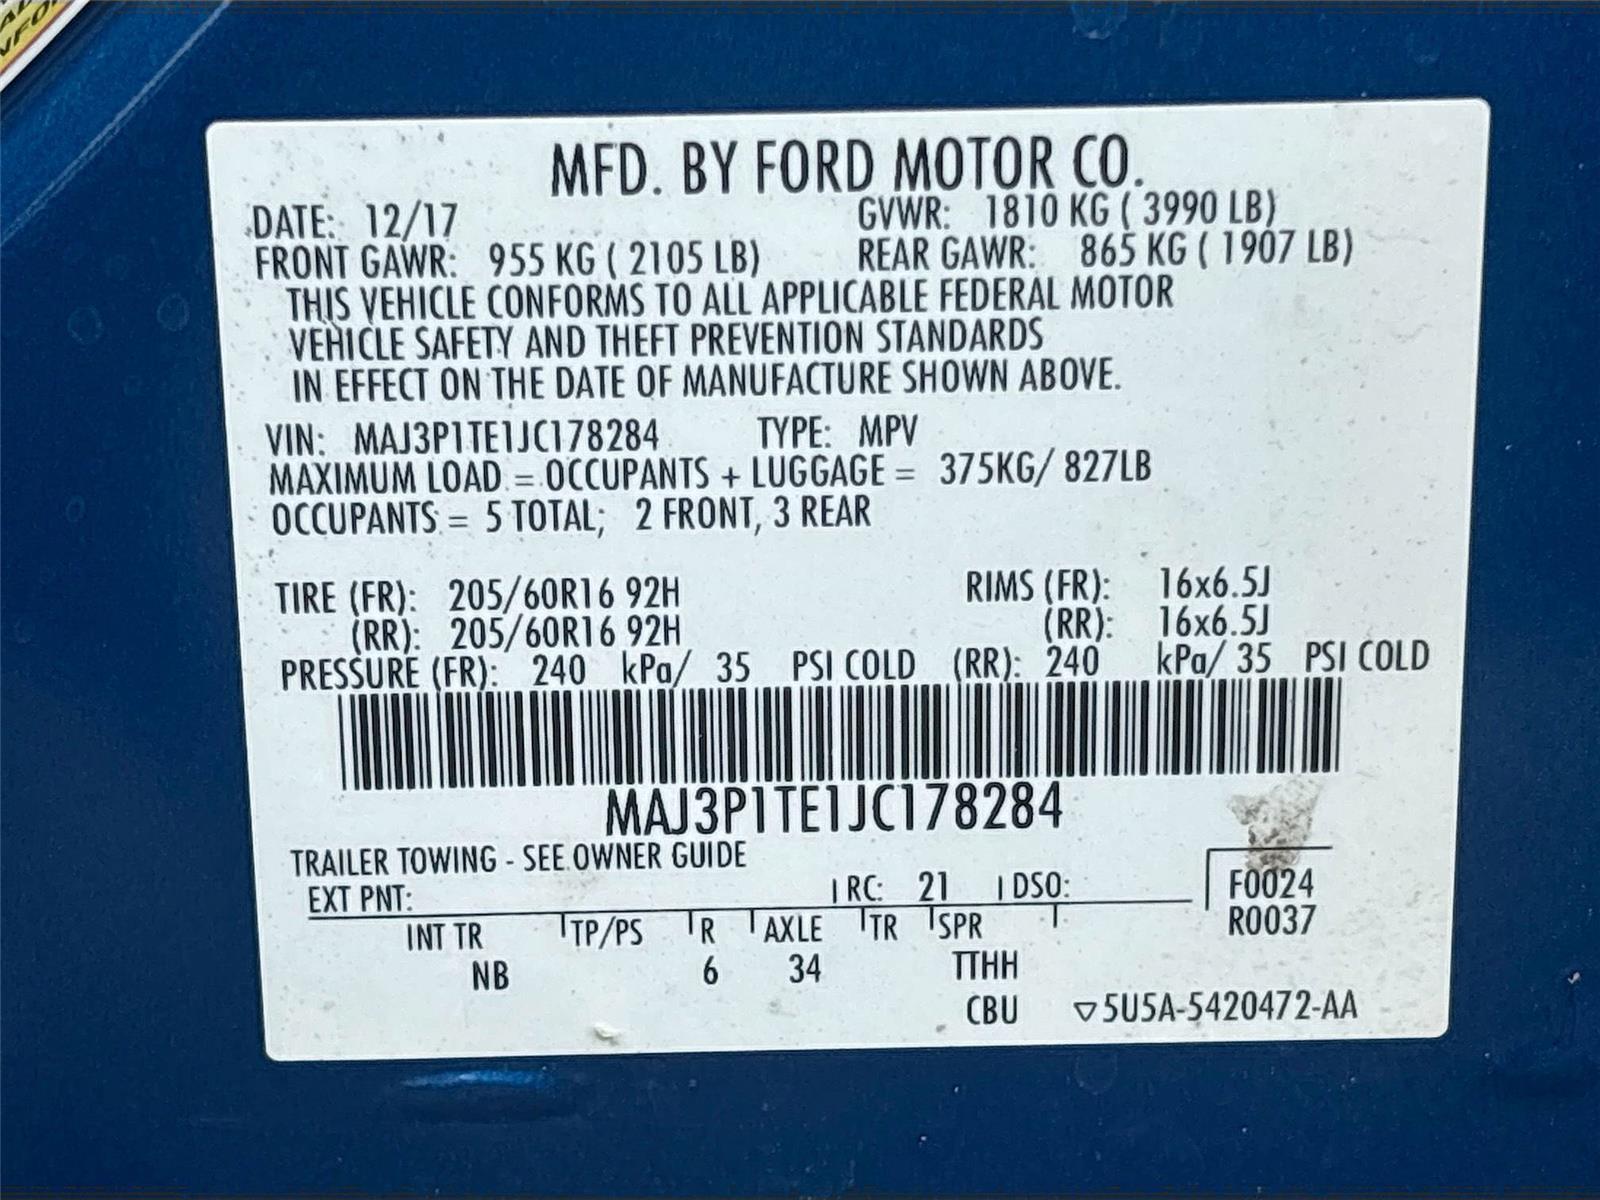 MFD. BY FORD MOTOR CO.
DATE: 12/17 GVWR: 1810 KG ( 3990 LB)
FRONT GAWR: 955 KG ( 2105 LB) REAR GAWR: 865 KG ( 1907 LB)
THIS VEHICLE CONFORMS TO ALL APPLICABLE FEDERAL MOTOR
VEHICLE SAFETY AND THEFT PREVENTION STANDARDS
IN EFFECT ON THE DATE OF MANUFACTURE SHOWN ABOVE.
VIN: MAJ3P1TE1JC178284 TYPE: MPV
MAXIMUM LOAD = OCCUPANTS + LUGGAGE = 375KG/ 827LB
OCCUPANTS = 5 TOTAL; 2 FRONT, 3 REAR
TIRE (FR): 205/60R16 92H RIMS (FR): 16x6.5J
(RR): 205/60R16 92H (RR): 16x6.5J
PRESSURE (FR): 240 kPa/ 35 PSI COLD (RR): 240 kPa/ 35 PSI COLD
MAJ3P1TE1JC178284
TRAILER TOWING - SEE OWNER GUIDE
EXT PNT: RC: 21 DSO: F0024
R0037
INT TR TP/PS R AXLE TR SPR
NB 6 34 TTHH
CBU ▽5U5A-5420472-AA